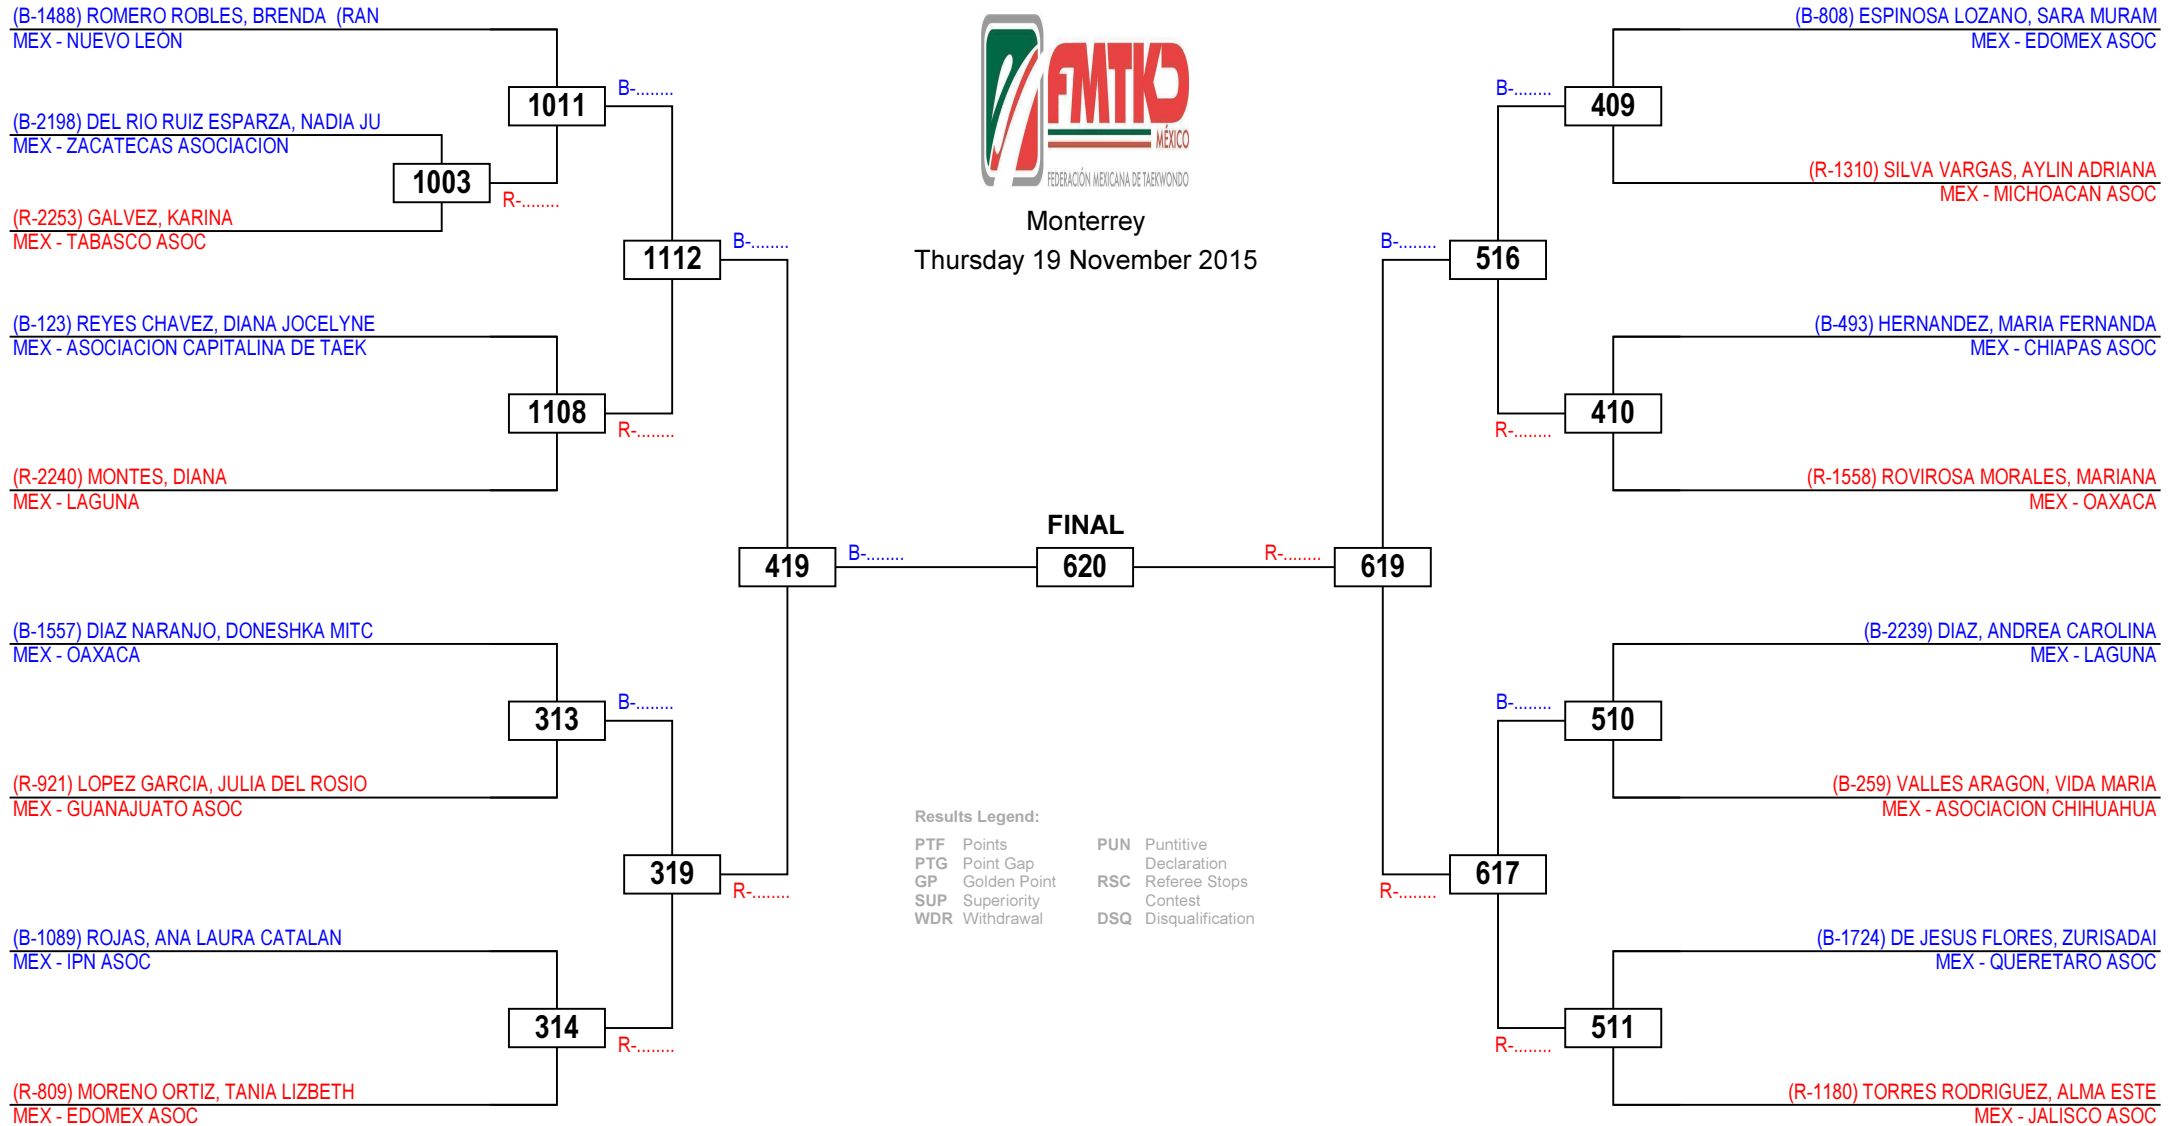 (B-1488) ROMERO ROBLES, BRENDA  (RAN
MEX - NUEVO LEÓN
1011
B-........
(B-2198) DEL RIO RUIZ ESPARZA, NADIA JU
MEX - ZACATECAS ASOCIACION
1003
R-........
(R-2253) GALVEZ, KARINA
MEX - TABASCO ASOC
1112
B-........
(B-123) REYES CHAVEZ, DIANA JOCELYNE
MEX - ASOCIACION CAPITALINA DE TAEK
1108
R-........
(R-2240) MONTES, DIANA
MEX - LAGUNA
419
B-........
(B-1557) DIAZ NARANJO, DONESHKA MITC
MEX - OAXACA
313
B-........
(R-921) LOPEZ GARCIA, JULIA DEL ROSIO
MEX - GUANAJUATO ASOC
319
R-........
(B-1089) ROJAS, ANA LAURA CATALAN
MEX - IPN ASOC
314
R-........
(R-809) MORENO ORTIZ, TANIA LIZBETH
MEX - EDOMEX ASOC
FMTKD
MÉXICO
FEDERACIÓN MEXICANA DE TAEKWONDO
Monterrey
Thursday 19 November 2015
FINAL
620
Results Legend:
PTF Points
PTG Point Gap
GP Golden Point
SUP Superiority
WDR Withdrawal
PUN Puntitive
Declaration
RSC Referee Stops
Contest
DSQ Disqualification
(B-808) ESPINOSA LOZANO, SARA MURAM
MEX - EDOMEX ASOC
B-........
409
(R-1310) SILVA VARGAS, AYLIN ADRIANA
MEX - MICHOACAN ASOC
B-........
516
(B-493) HERNANDEZ, MARIA FERNANDA
MEX - CHIAPAS ASOC
410
R-........
(R-1558) ROVIROSA MORALES, MARIANA
MEX - OAXACA
R-........
619
(B-2239) DIAZ, ANDREA CAROLINA
MEX - LAGUNA
B-........
510
(B-259) VALLES ARAGON, VIDA MARIA
MEX - ASOCIACION CHIHUAHUA
617
R-........
(B-1724) DE JESUS FLORES, ZURISADAI
MEX - QUERETARO ASOC
511
R-........
(R-1180) TORRES RODRIGUEZ, ALMA ESTE
MEX - JALISCO ASOC